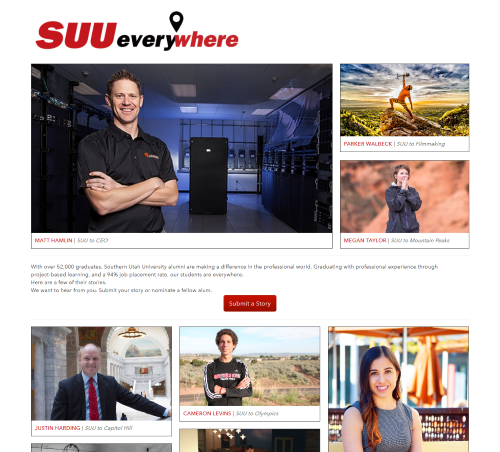 SUU everywhere
PARKER WALBECK | SUU to Filmmaking
MATT HAMLIN | SUU to CEO
MEGAN TAYLOR | SUU to Mountain Peaks
With over 52,000 graduates, Southern Utah University alumni are making a difference in the professional world. Graduating with professional experience through
project-based learning, and a 94% job placement rate, our students are everywhere.
Here are a few of their stories.
We want to hear from you. Submit your story or nominate a fellow alum.
Submit a Story
CAMERON LEVINS | SUU to Olympics
JUSTIN HARDING | SUU to Capitol Hill